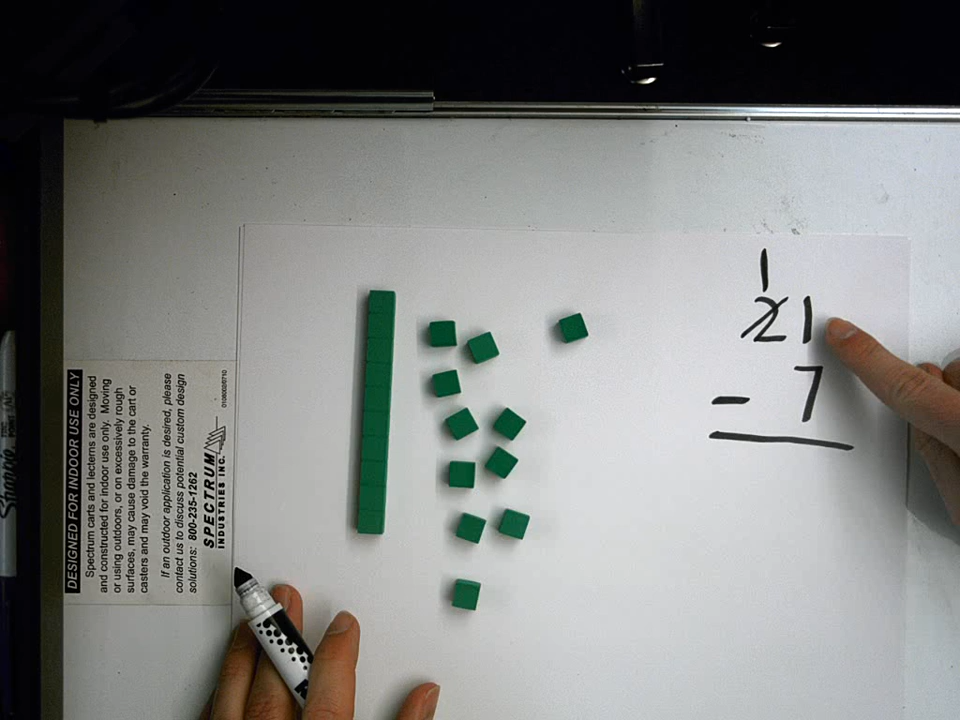 DESIGNED FOR INDOOR USE ONLY
Spectrum carts and lecterns are designed
and constructed for indoor use only. Moving
or using outdoors, or on excessively rough
surfaces, may cause damage to the cart or
casters and may void the warranty.
If an outdoor application is desired, please
contact us to discuss potential custom design
solutions: 800-235-1262
SPECTRUM
INDUSTRIES INC.
Sharpie
1
21
- 7